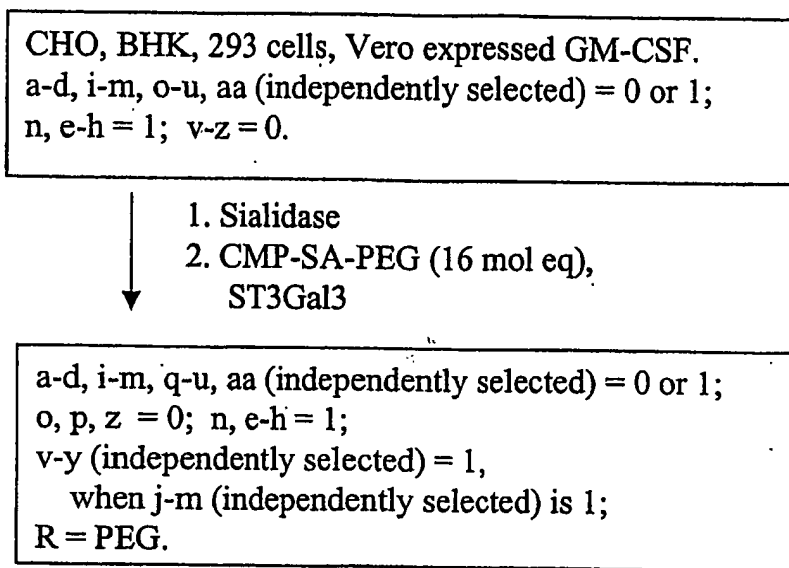 CHO, BHK, 293 cells, Vero expressed GM-CSF.
a-d, i-m, o-u, aa (independently selected) = 0 or 1;
n, e-h = 1; v-z = 0.
1. Sialidase
2. CMP-SA-PEG (16 mol eq),
ST3Gal3
a-d, i-m, q-u, aa (independently selected) = 0 or 1;
o, p, z = 0; n, e-h = 1;
v-y (independently selected) = 1,
when j-m (independently selected) is 1;
R = PEG.